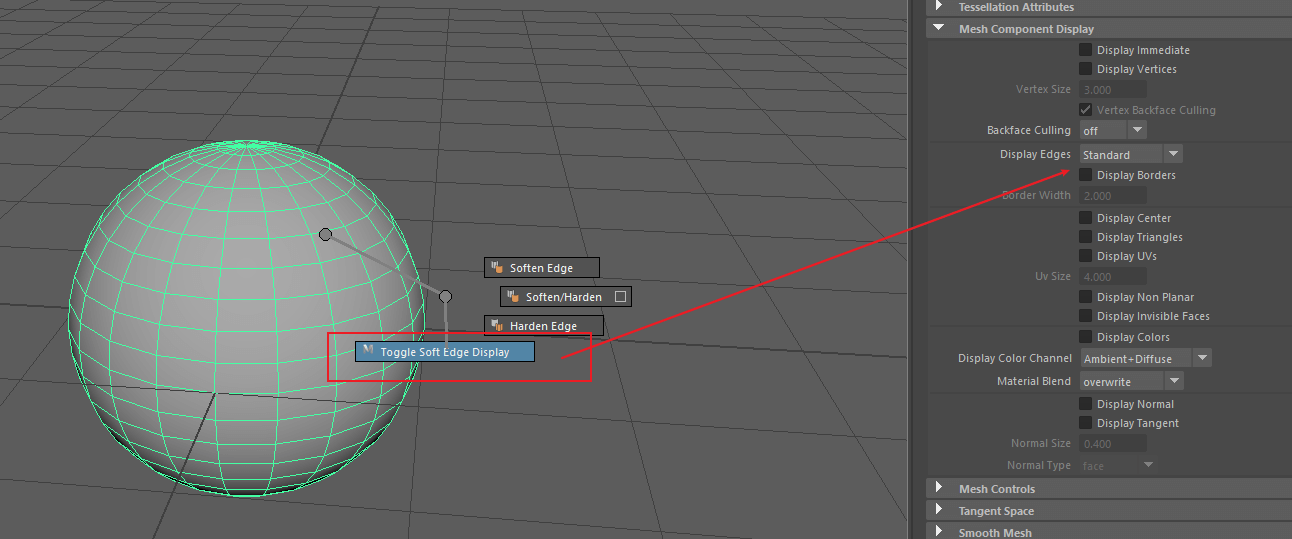 Soften Edge
Soften/Harden
Harden Edge
Toggle Soft Edge Display
Tessellation Attributes
Mesh Component Display
Display Immediate
Display Vertices
Vertex Size 3.000
Vertex Backface Culling
Backface Culling off
Display Edges Standard
Display Borders
Border Width 2.000
Display Center
Display Triangles
Display UVs
Uv Size 4.000
Display Non Planar
Display Invisible Faces
Display Colors
Display Color Channel Ambient+Diffuse
Material Blend overwrite
Display Normal
Display Tangent
Normal Size 0.400
Normal Type face
Mesh Controls
Tangent Space
Smooth Mesh